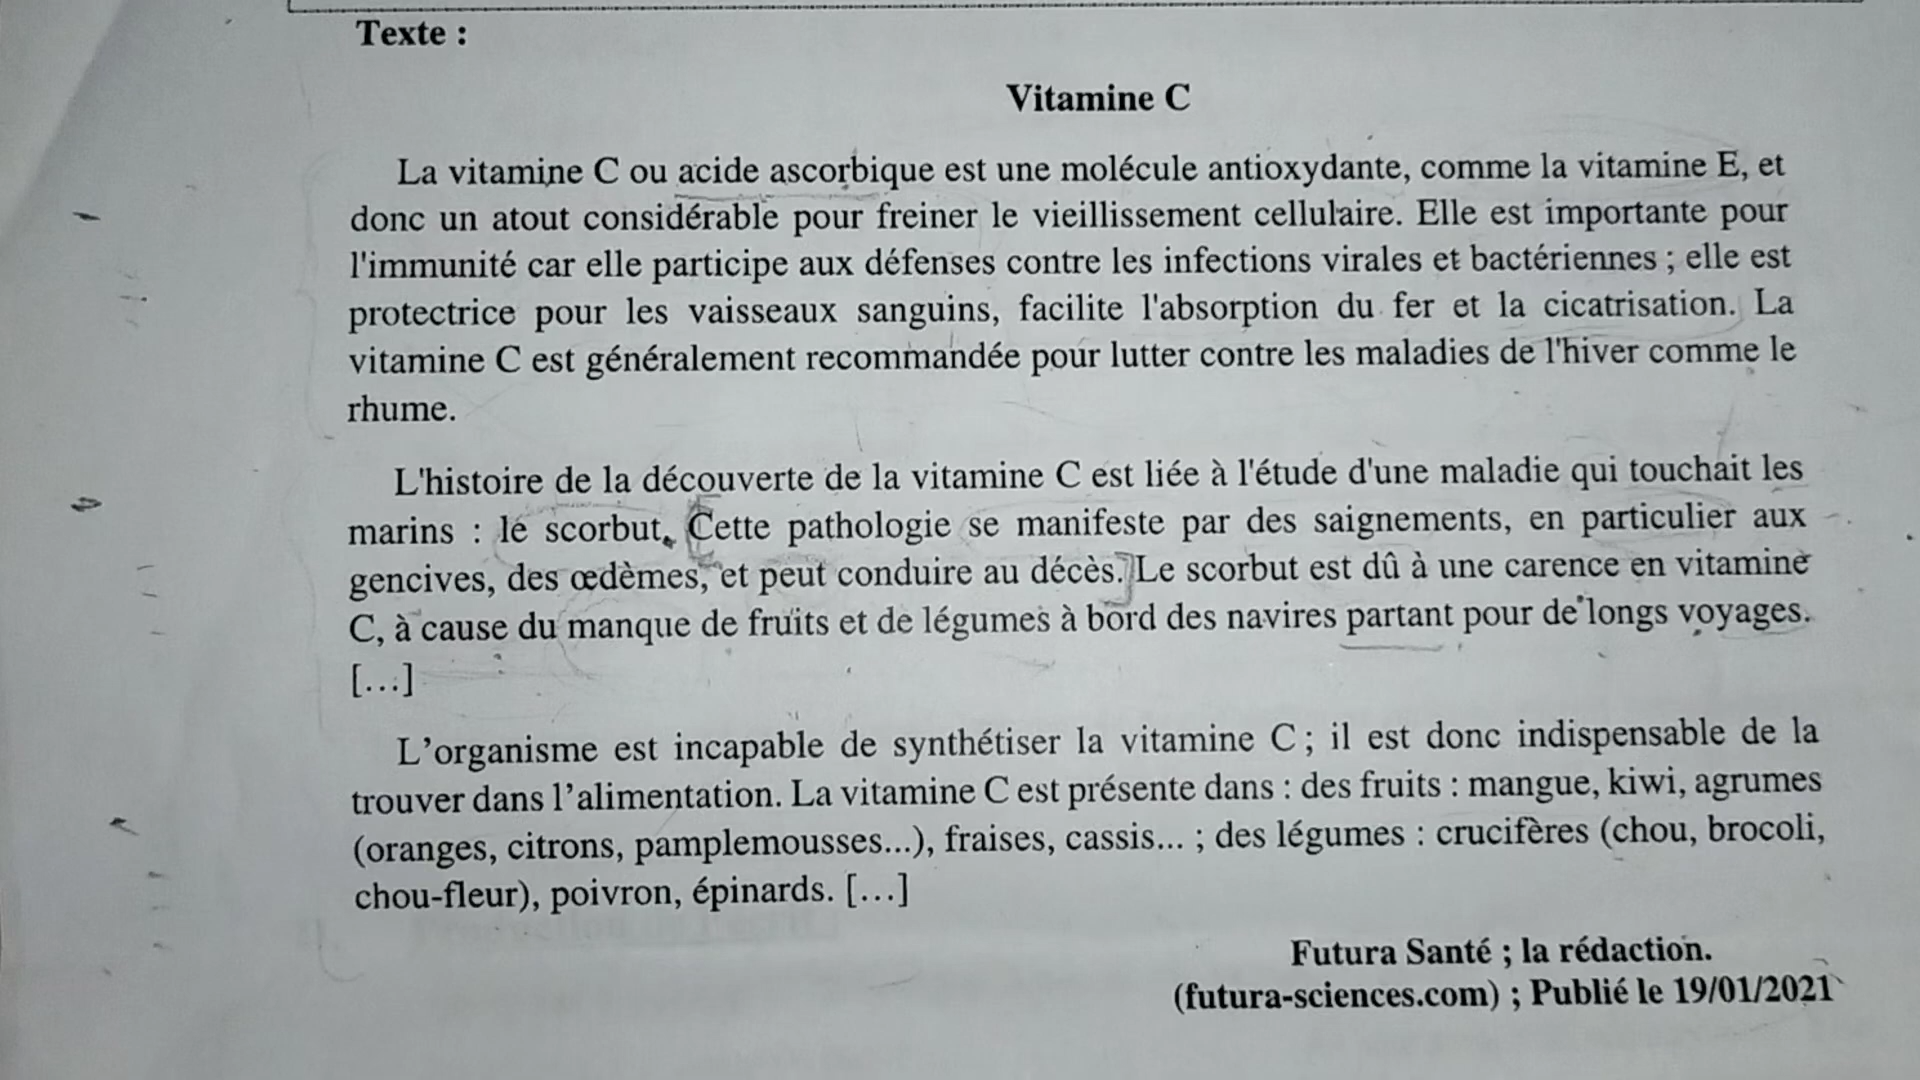 Texte :
Vitamine C
La vitamine C ou acide ascorbique est une molécule antioxydante, comme la vitamine E, et
donc un atout considérable pour freiner le vieillissement cellulaire. Elle est importante pour
l'immunité car elle participe aux défenses contre les infections virales et bactériennes ; elle est
protectrice pour les vaisseaux sanguins, facilite l'absorption du fer et la cicatrisation. La
vitamine C est généralement recommandée pour lutter contre les maladies de l'hiver comme le
rhume.
L'histoire de la découverte de la vitamine C est liée à l'étude d'une maladie qui touchait les
marins : le scorbut. Cette pathologie se manifeste par des saignements, en particulier aux
gencives, des œdèmes, et peut conduire au décès. Le scorbut est dû à une carence en vitamine
C, à cause du manque de fruits et de légumes à bord des navires partant pour de longs voyages.
[...]
L’organisme est incapable de synthétiser la vitamine C ; il est donc indispensable de la
trouver dans l’alimentation. La vitamine C est présente dans : des fruits : mangue, kiwi, agrumes
(oranges, citrons, pamplemousses...), fraises, cassis... ; des légumes : crucifères (chou, brocoli,
chou-fleur), poivron, épinards. [...]
Futura Santé ; la rédaction.
(futura-sciences.com) ; Publié le 19/01/2021